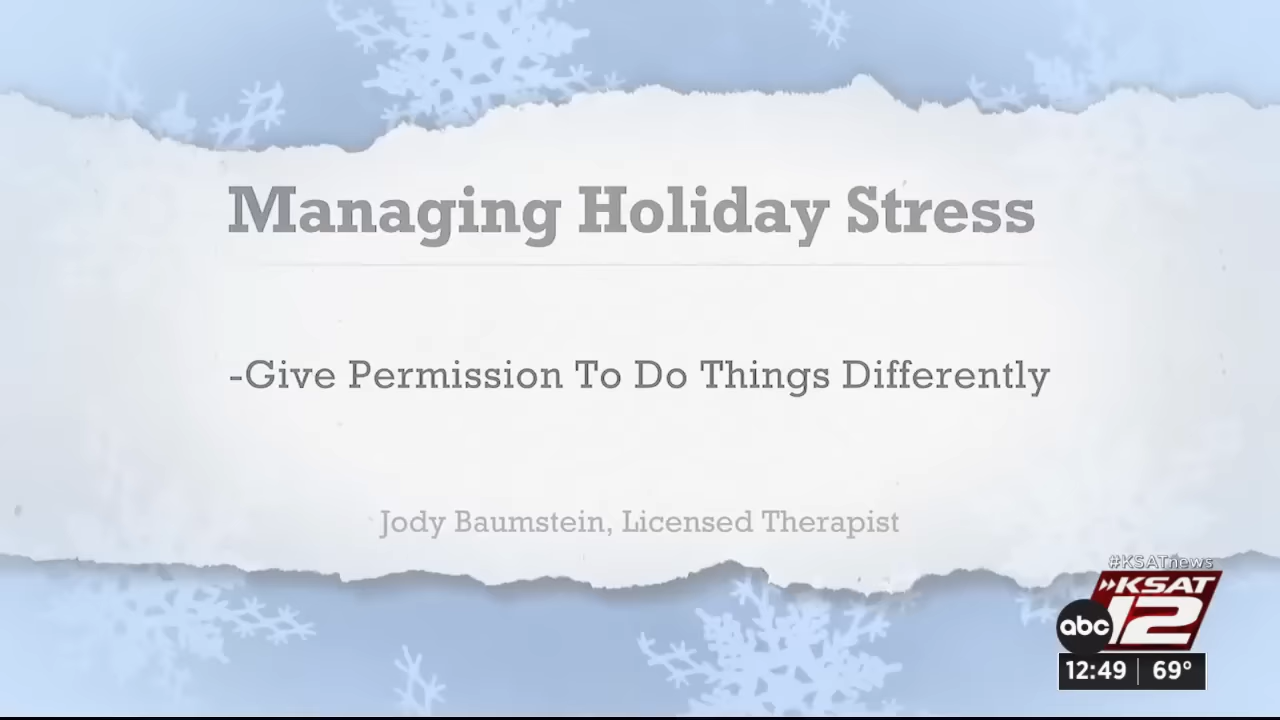 Managing Holiday Stress
-Give Permission To Do Things Differently
Jody Baumstein, Licensed Therapist
#KSATnews
KSAT
abc 12
12:49 69°